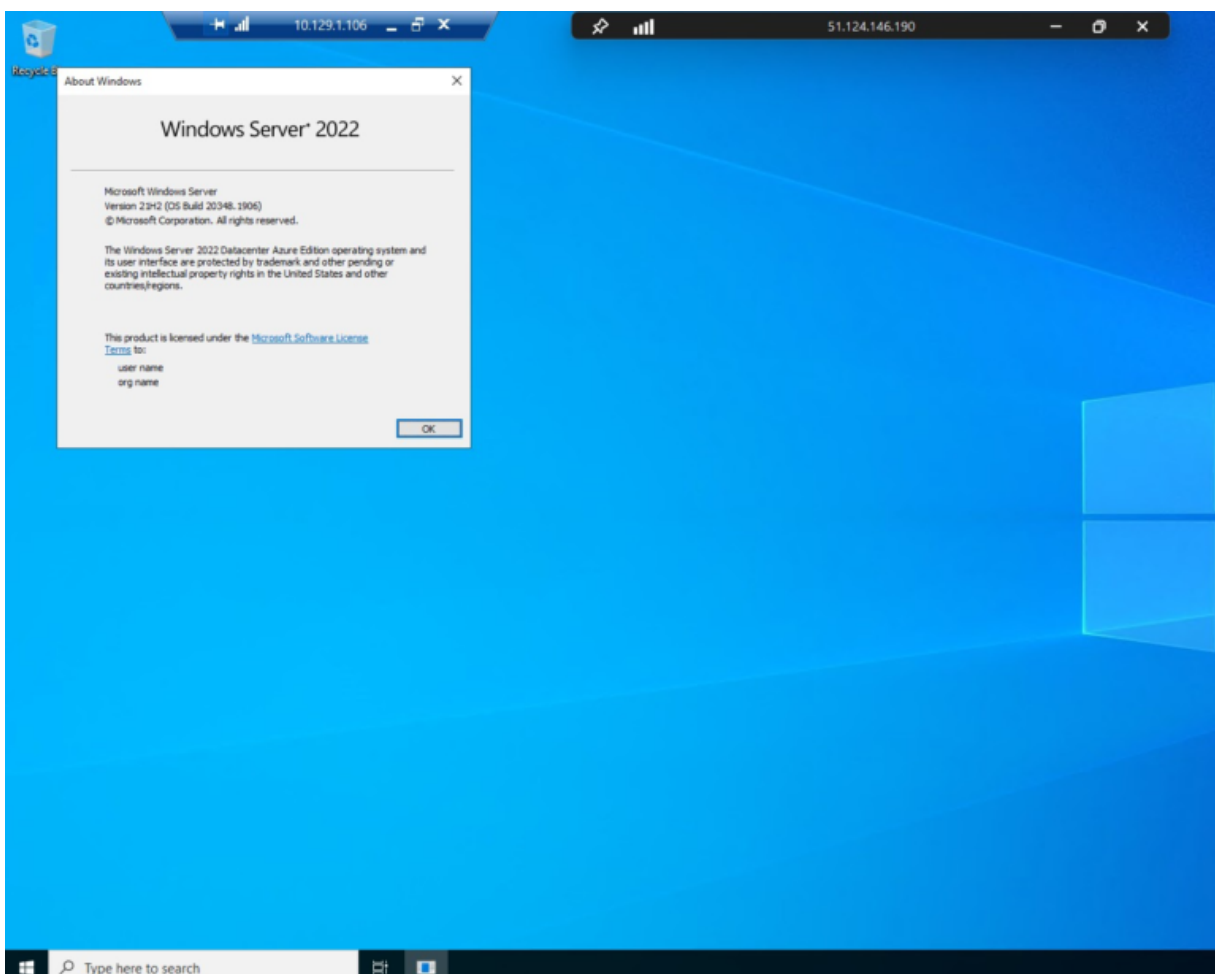 10.129.1.106
51.124.146.190
Recycle B
About Windows
Windows Server 2022
Microsoft Windows Server
Version 21H2 (OS Build 20348.1906)
© Microsoft Corporation. All rights reserved.
The Windows Server 2022 Datacenter Azure Edition operating system and
its user interface are protected by trademark and other pending or
existing intellectual property rights in the United States and other
countries/regions.
This product is licensed under the Microsoft Software License
Terms to:
user name
org name
OK
Type here to search